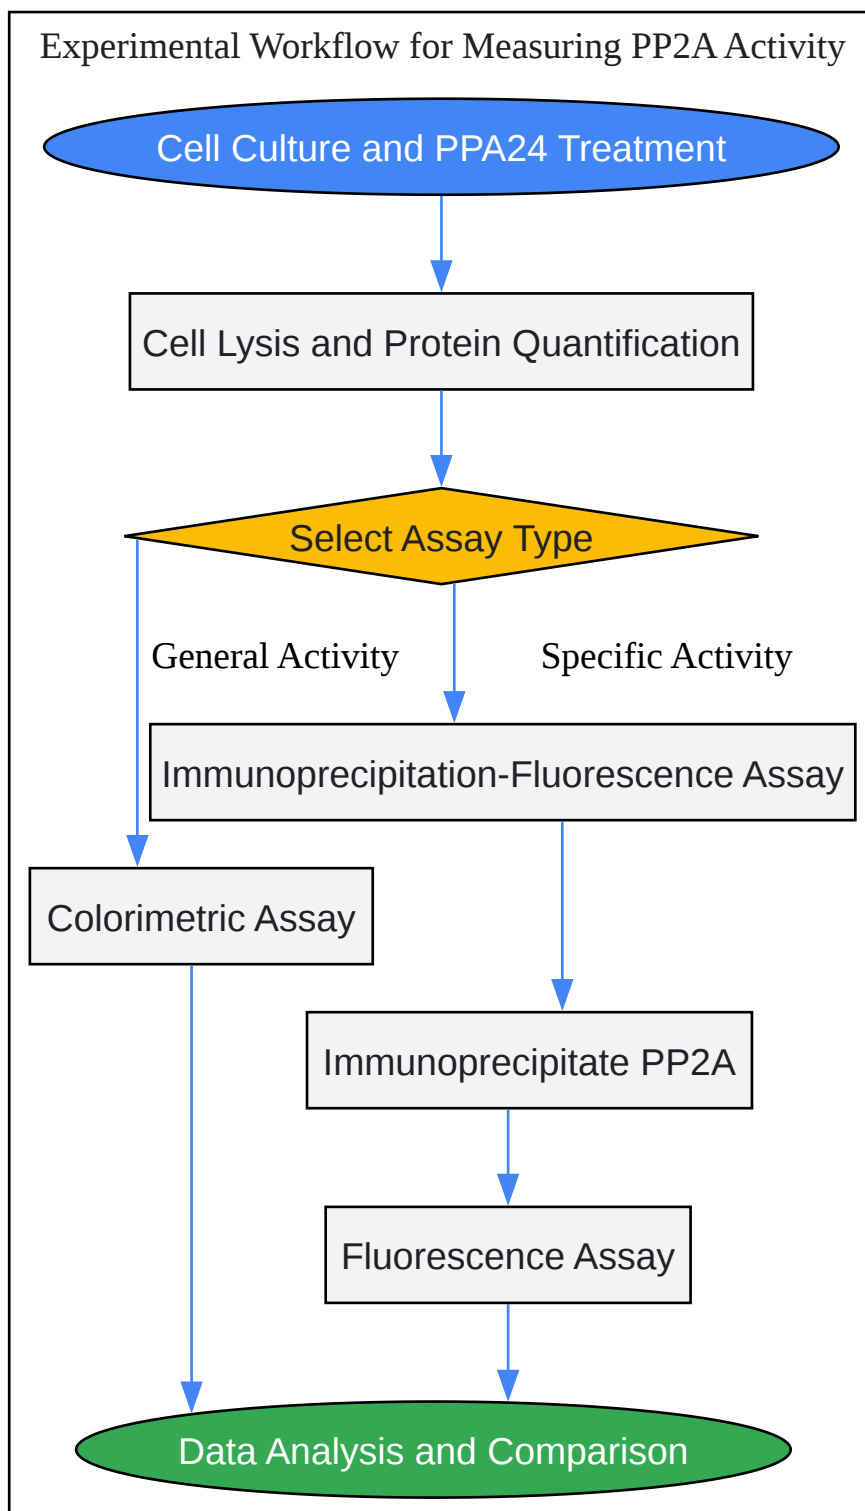 Experimental Workflow for Measuring PP2A Activity
Cell Culture and PPA24 Treatment
Cell Lysis and Protein Quantification
Select Assay Type
General Activity
Specific Activity
Immunoprecipitation-Fluorescence Assay
Colorimetric Assay
Immunoprecipitate PP2A
Fluorescence Assay
Data Analysis and Comparison